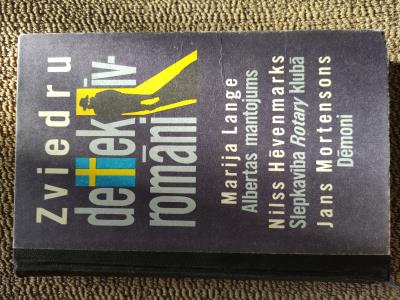 Zviedru
detektīv-
romāni
Marija Lange
Albertas mantojums
Nilss Hēvenmarks
Slepkavība Rotary klubā
Jans Mortensons
Dēmoni